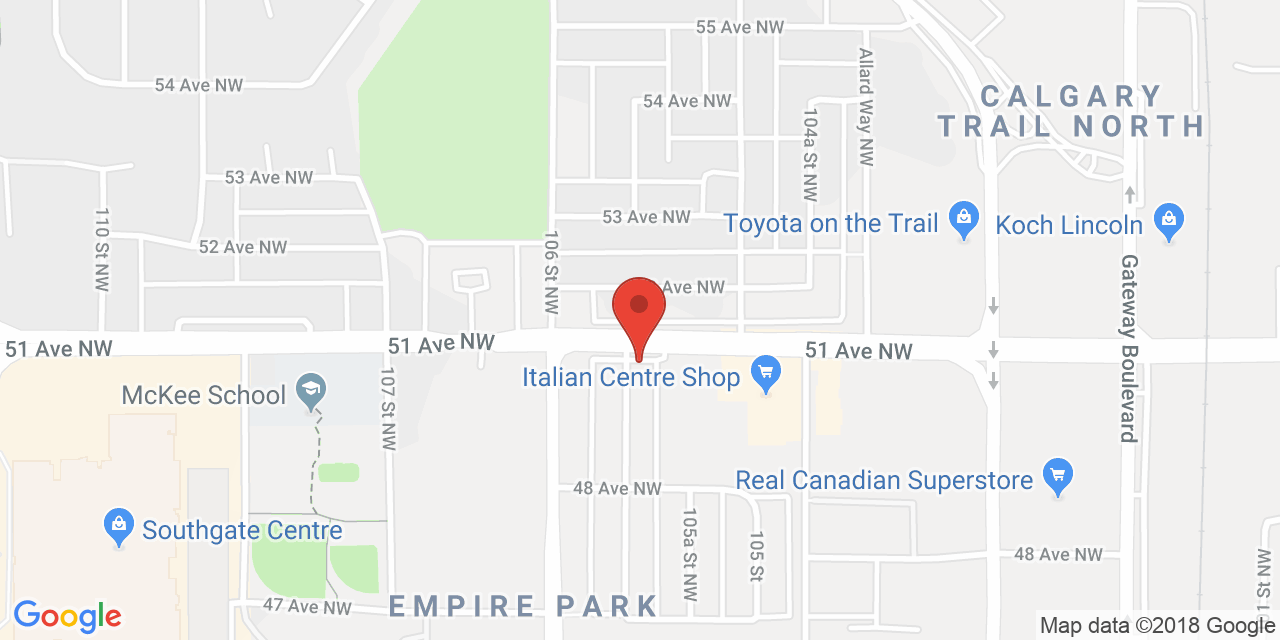 55 Ave NW
54 Ave NW
54 Ave NW
CALGARY
TRAIL NORTH
Allard Way NW
104a St NW
53 Ave NW
110 St NW
53 Ave NW
Toyota on the Trail
Koch Lincoln
52 Ave NW
106 St NW
Ave NW
Gateway Boulevard
51 Ave NW
51 Ave NW
51 Ave NW
Italian Centre Shop
McKee School
107 St NW
48 Ave NW
Real Canadian Superstore
Southgate Centre
105a St NW
105 St
48 Ave NW
St NW
47 Ave NW
EMPIRE PARK
Google
Map data ©2018 Google